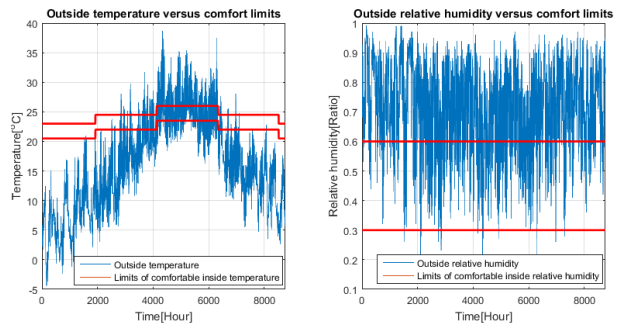 Outside temperature versus comfort limits
40
35
30
25
20
15
10
5
0
-5
Temperature[°C]
0 2000 4000 6000 8000
Time[Hour]
Outside temperature
Limits of comfortable inside temperature
Outside relative humidity versus comfort limits
1
0.9
0.8
0.7
0.6
0.5
0.4
0.3
0.2
0.1
Relative humidity[Ratio]
0 2000 4000 6000 8000
Time[Hour]
Outside relative humidity
Limits of comfortable inside relative humidity